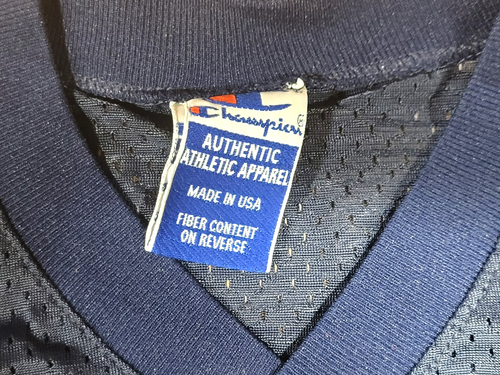 Champion®
AUTHENTIC
ATHLETIC APPAREL
MADE IN USA
FIBER CONTENT
ON REVERSE